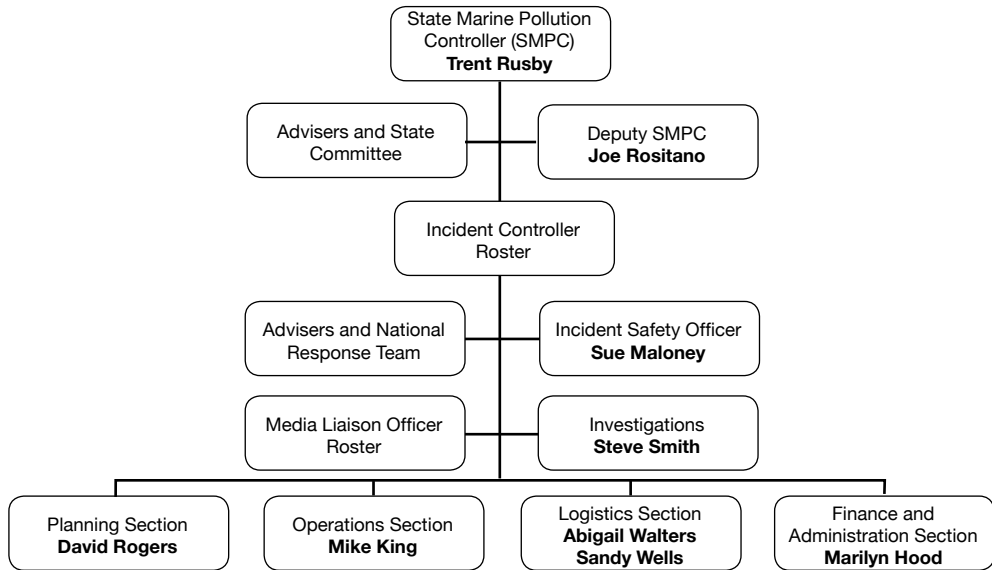 State Marine Pollution
Controller (SMPC)
Trent Rusby
Advisers and State
Committee
Deputy SMPC
Joe Rositano
Incident Controller
Roster
Advisers and National
Response Team
Incident Safety Officer
Sue Maloney
Media Liaison Officer
Roster
Investigations
Steve Smith
Planning Section
David Rogers
Operations Section
Mike King
Logistics Section
Abigail Walters
Sandy Wells
Finance and
Administration Section
Marilyn Hood